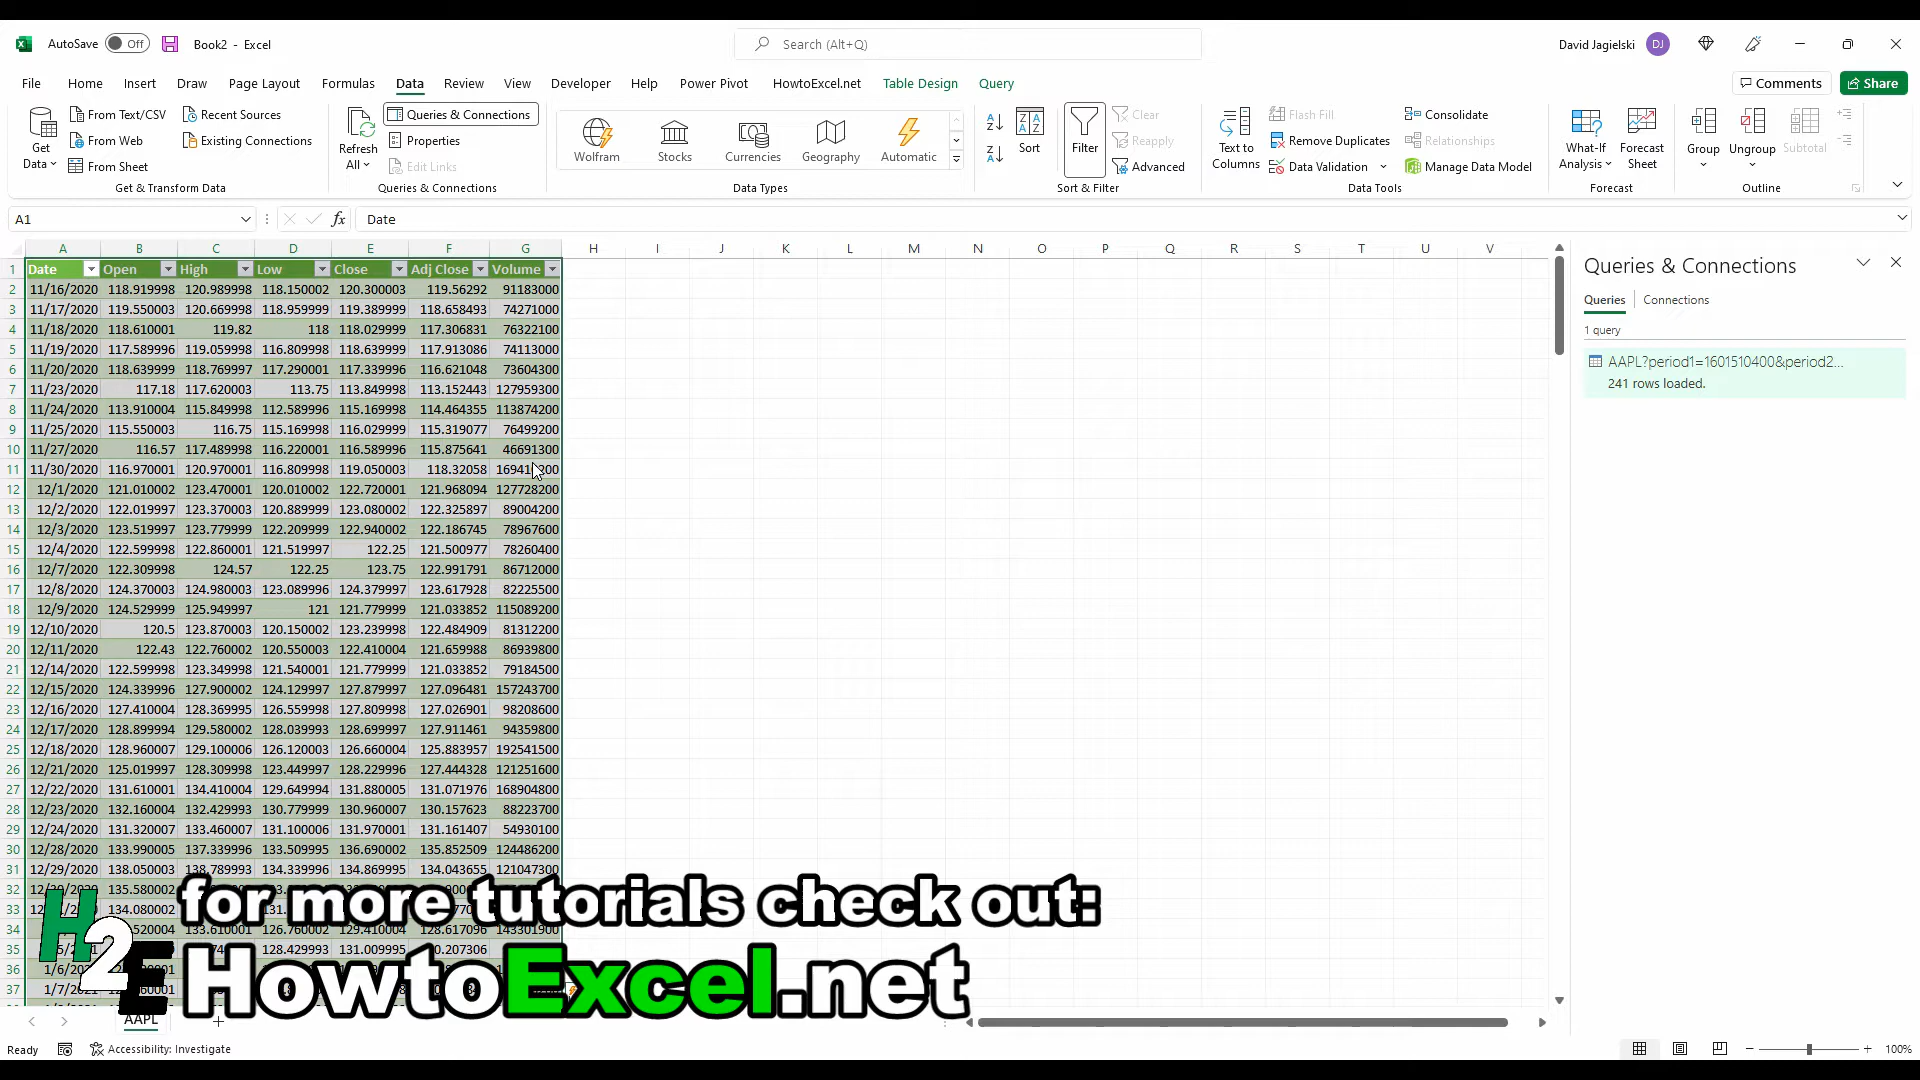 AutoSave Off Book2 - Excel Search (Alt+Q) David Jagielski DJ
File Home Insert Draw Page Layout Formulas Data Review View Developer Help Power Pivot HowtoExcel.net Table Design Query Comments Share
Get Data From Text/CSV From Web From Sheet Recent Sources Existing Connections
Refresh All Queries & Connections Properties Edit Links
Wolfram Stocks Currencies Geography Automatic
Sort Filter Clear Reapply Advanced
Text to Columns Flash Fill Remove Duplicates Data Validation Consolidate Relationships Manage Data Model
What-If Analysis Forecast Sheet Group Ungroup Subtotal
Get & Transform Data Queries & Connections Data Types Sort & Filter Data Tools Forecast Outline
A1 fx Date
A B C D E F G H I J K L M N O P Q R S T U V
1 Date Open High Low Close Adj Close Volume
2 11/16/2020 118.919998 120.989998 118.150002 120.300003 119.56292 91183000
3 11/17/2020 119.550003 120.669998 118.959999 119.389999 118.658493 74271000
4 11/18/2020 118.610001 119.82 118 118.029999 117.306831 76322100
5 11/19/2020 117.589996 119.059998 116.809998 118.639999 117.913086 74113000
6 11/20/2020 118.639999 118.769997 117.290001 117.339996 116.621048 73604300
7 11/23/2020 117.18 117.620003 113.75 113.849998 113.152443 127959300
8 11/24/2020 113.910004 115.849998 112.589996 115.169998 114.464355 113874200
9 11/25/2020 115.550003 116.75 115.169998 116.029999 115.319077 76499200
10 11/27/2020 116.57 117.489998 116.220001 116.589996 115.875641 46691300
11 11/30/2020 116.970001 120.970001 116.809998 119.050003 118.32058
12 12/1/2020 121.010002 123.470001 120.010002 122.720001 121.968094 127728200
13 12/2/2020 122.019997 123.370003 120.889999 123.080002 122.325897 89004200
14 12/3/2020 123.519997 123.779999 122.209999 122.940002 122.186745 78967600
15 12/4/2020 122.599998 122.860001 121.519997 122.25 121.500977 78260400
16 12/7/2020 122.309998 124.57 122.25 123.75 122.991791 86712000
17 12/8/2020 124.370003 124.980003 123.089996 124.379997 123.617928 82225500
18 12/9/2020 124.529999 125.949997 121 121.779999 121.033852 115089200
19 12/10/2020 120.5 123.870003 120.150002 123.239998 122.484909 81312200
20 12/11/2020 122.43 122.760002 120.550003 122.410004 121.659988 86939800
21 12/14/2020 122.599998 123.349998 121.540001 121.779999 121.033852 79184500
22 12/15/2020 124.339996 127.900002 124.129997 127.879997 127.096481 157243700
23 12/16/2020 127.410004 128.369995 126.559998 127.809998 127.026901 98208600
24 12/17/2020 128.899994 129.580002 128.039993 128.699997 127.911461 94359800
25 12/18/2020 128.960007 129.100006 126.120003 126.660004 125.883957 192541500
26 12/21/2020 125.019997 128.309998 123.449997 128.229996 127.444328 121251600
27 12/22/2020 131.610001 134.410004 129.649994 131.880005 131.071976 168904800
28 12/23/2020 132.160004 132.429993 130.779999 130.960007 130.157623 88223700
29 12/24/2020 131.320007 133.460007 131.100006 131.970001 131.161407 54930100
30 12/28/2020 133.990005 137.339996 133.509995 136.690002 135.852509 124486200
31 12/29/2020 138.050003 138.789993 134.339996 134.869995 134.043655 121047300
32 135.580002
33 134.080002
34 133.610001 126.760002 129.410004 143301900
35 128.429993 131.009995
36
37
Queries & Connections
Queries Connections
1 query
AAPL?period1=1601510400&period2...
241 rows loaded.
H2E
for more tutorials check out:
HowtoExcel.net
AAPL
Ready Accessibility: Investigate 100%